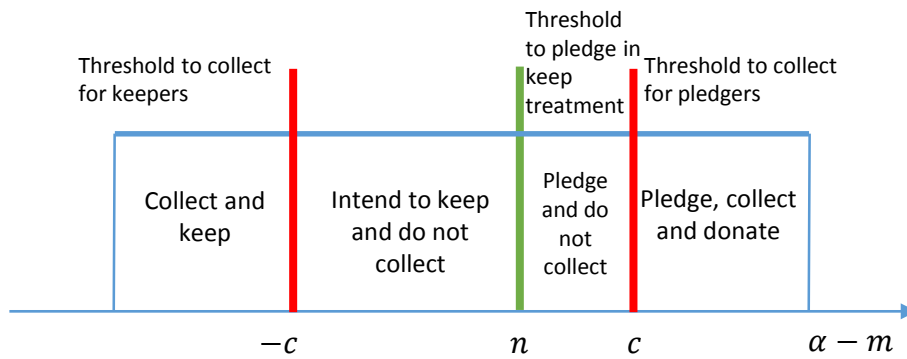 Threshold
to pledge in
keep
treatment
Threshold to collect
for keepers
Threshold to collect
for pledgers
Collect and
keep
Intend to keep
and do not
collect
Pledge
and do
not
collect
Pledge, collect
and donate
−c
n
c
α − m